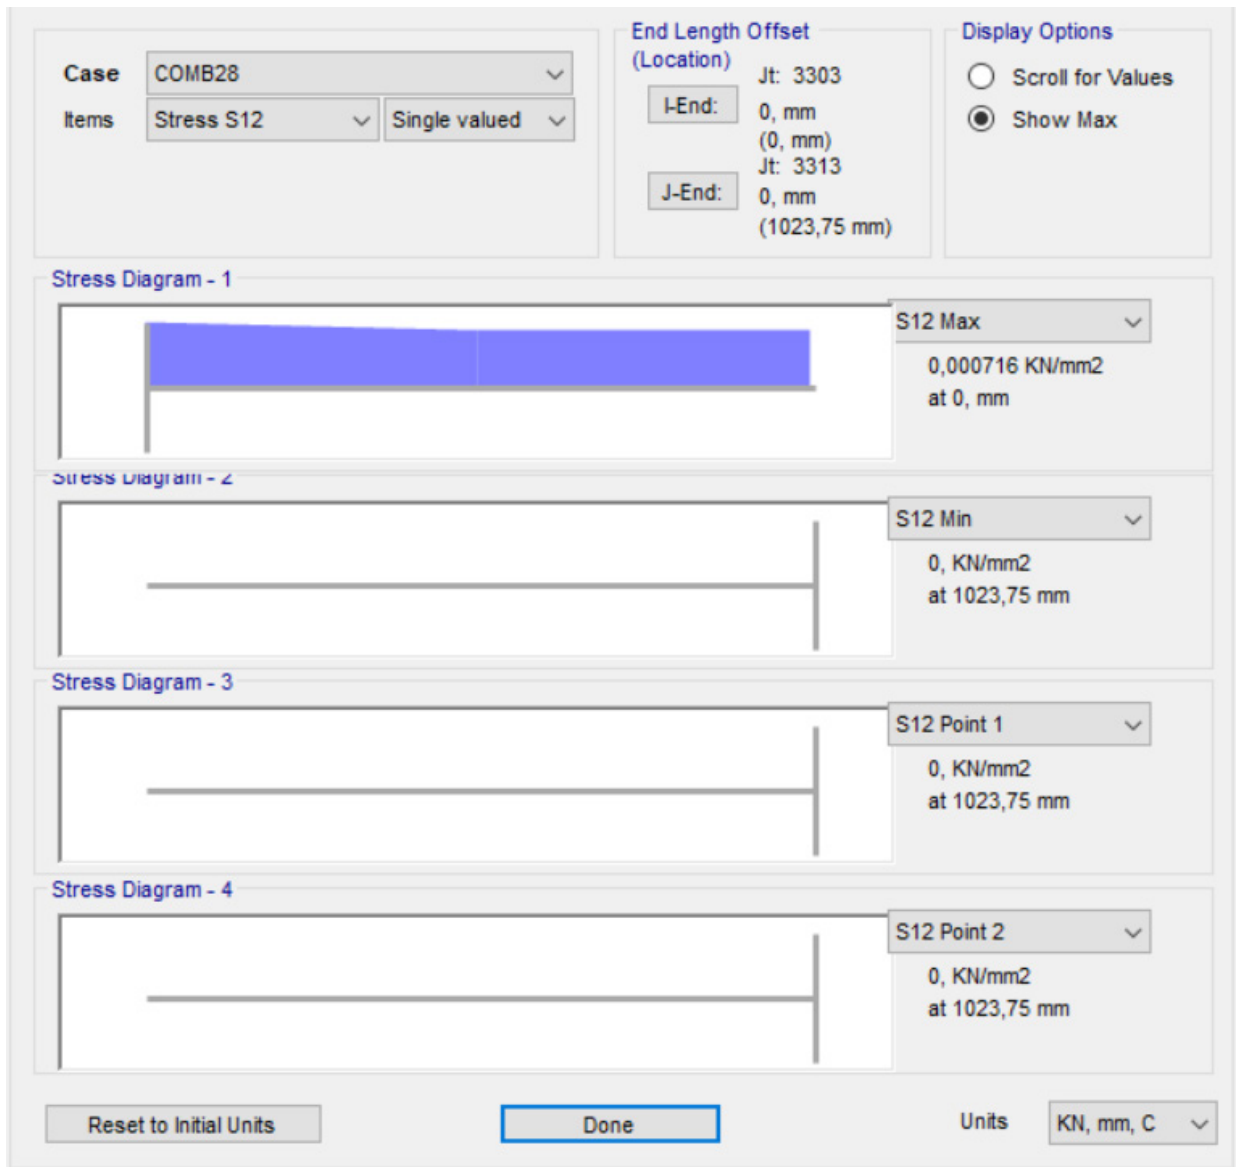 Case COMB28
Items Stress S12 Single valued
End Length Offset
(Location)
Jt: 3303
I-End: 0, mm
(0, mm)
Jt: 3313
J-End: 0, mm
(1023,75 mm)
Display Options
Scroll for Values
Show Max
Stress Diagram - 1
S12 Max
0,000716 KN/mm2
at 0, mm
Stress Diagram - 2
S12 Min
0, KN/mm2
at 1023,75 mm
Stress Diagram - 3
S12 Point 1
0, KN/mm2
at 1023,75 mm
Stress Diagram - 4
S12 Point 2
0, KN/mm2
at 1023,75 mm
Reset to Initial Units Done Units KN, mm, C